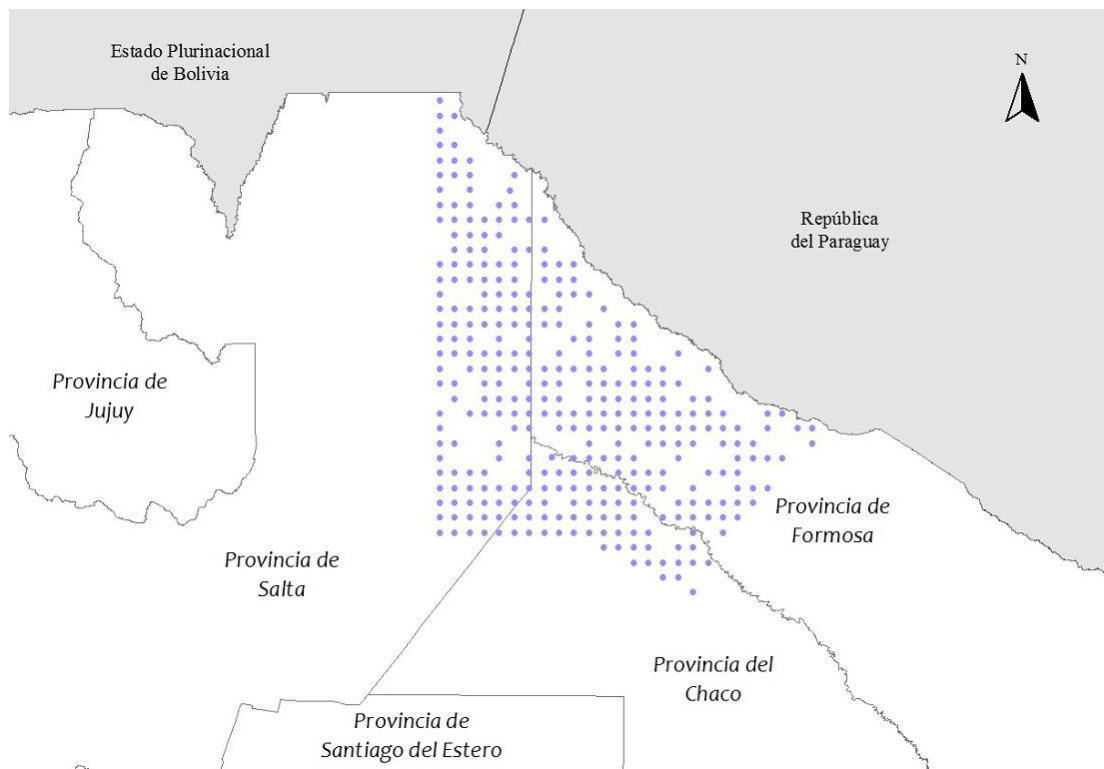 Estado Plurinacional
de Bolivia
N
República
del Paraguay
Provincia de
Jujuy
Provincia de
Formosa
Provincia de
Salta
Provincia del
Chaco
Provincia de
Santiago del Estero